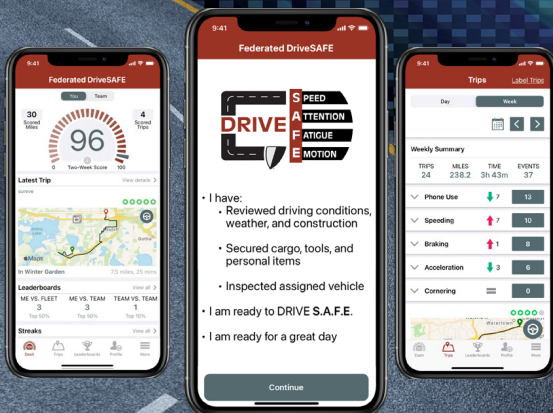 9:41
Federated DriveSAFE
You
Team
30
Scored
Miles
4
Scored
Trips
96
0
Two-Week Score
100
Latest Trip
View details >
sunrise
Maps
Gotha
In Winter Garden
7.5 miles, 25 mins
Leaderboards
View all >
ME VS. FLEET
ME VS. TEAM
TEAM VS. TEAM
3
3
1
Top 50%
Top 50%
Top 10%
Streaks
View all >
Dash
Trips
Leaderboards
Profile
More
9:41
Federated DriveSAFE
DRIVE
SPEED
ATTENTION
FATIGUE
EMOTION
• I have:
• Reviewed driving conditions,
weather, and construction
• Secured cargo, tools, and
personal items
• Inspected assigned vehicle
• I am ready to DRIVE S.A.F.E.
• I am ready for a great day
Continue
9:41
Trips
Label Trips
Day
Week
Weekly Summary
TRIPS
MILES
TIME
EVENTS
24
238.2
3h 43m
37
Phone Use
7
13
Speeding
7
10
Braking
1
8
Acceleration
3
6
Cornering
0
Watertown
Dash
Trips
Leaderboards
Profile
More